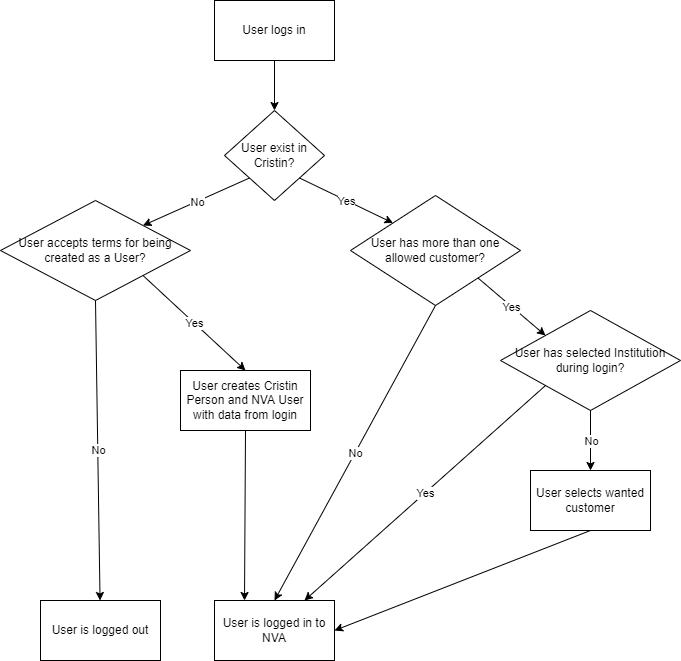 User logs in
User exist in
Cristin?
No
Yes
User accepts terms for being
created as a User?
User has more than one
allowed customer?
Yes
Yes
User has selected Institution
during login?
User creates Cristin
Person and NVA User
with data from login
No
No
No
Yes
User selects wanted
customer
User is logged out
User is logged in to
NVA